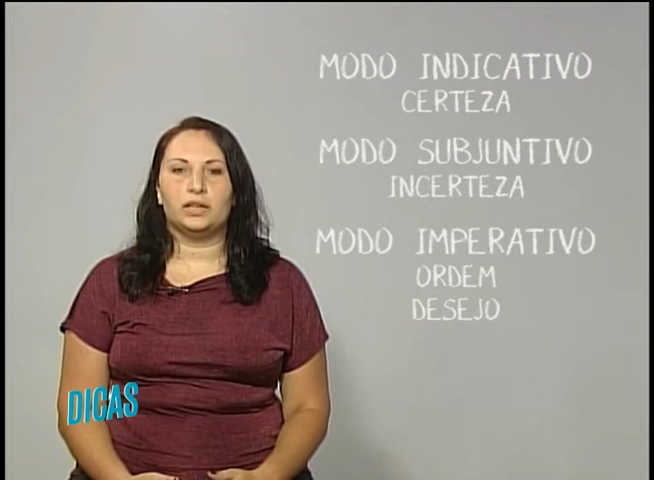 MODO INDICATIVO
CERTEZA
MODO SUBJUNTIVO
INCERTEZA
MODO IMPERATIVO
ORDEM
DESEJO
DICAS